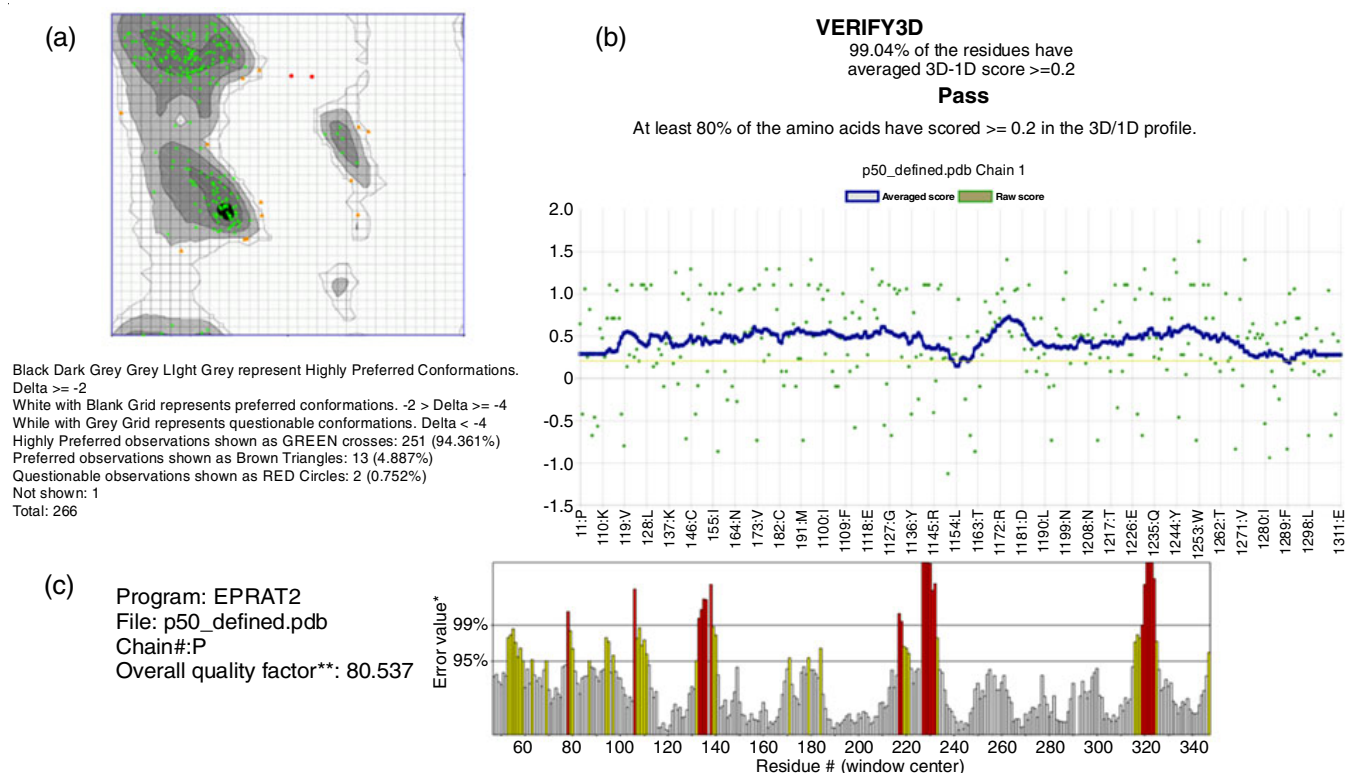 (a)
Black Dark Grey Grey LIght Grey represent Highly Preferred Conformations.
Delta >= -2
White with Blank Grid represents preferred conformations. -2 > Delta >= -4
While with Grey Grid represents questionable conformations. Delta < -4
Highly Preferred observations shown as GREEN crosses: 251 (94.361%)
Preferred observations shown as Brown Triangles: 13 (4.887%)
Questionable observations shown as RED Circles: 2 (0.752%)
Not shown: 1
Total: 266
(b)
VERIFY3D
99.04% of the residues have
averaged 3D-1D score >=0.2
Pass
At least 80% of the amino acids have scored >= 0.2 in the 3D/1D profile.
p50_defined.pdb Chain 1
Averaged score Raw score
2.0
1.5
1.0
0.5
0
-0.5
-1.0
-1.5
11:P 110:K 119:V 128:L 137:K 146:C 155:I 164:N 173:V 182:C 191:M 1100:I 1109:F 1118:E 1127:G 1136:Y 1145:R 1154:L 1163:T 1172:R 1181:D 1190:L 1199:N 1208:N 1217:T 1226:E 1235:Q 1244:Y 1253:W 1262:T 1271:V 1280:I 1289:F 1298:L 1311:E
(c)
Program: EPRAT2
File: p50_defined.pdb
Chain#:P
Overall quality factor**: 80.537
Error value*
99%
95%
60 80 100 120 140 160 180 200 220 240 260 280 300 320 340
Residue # (window center)